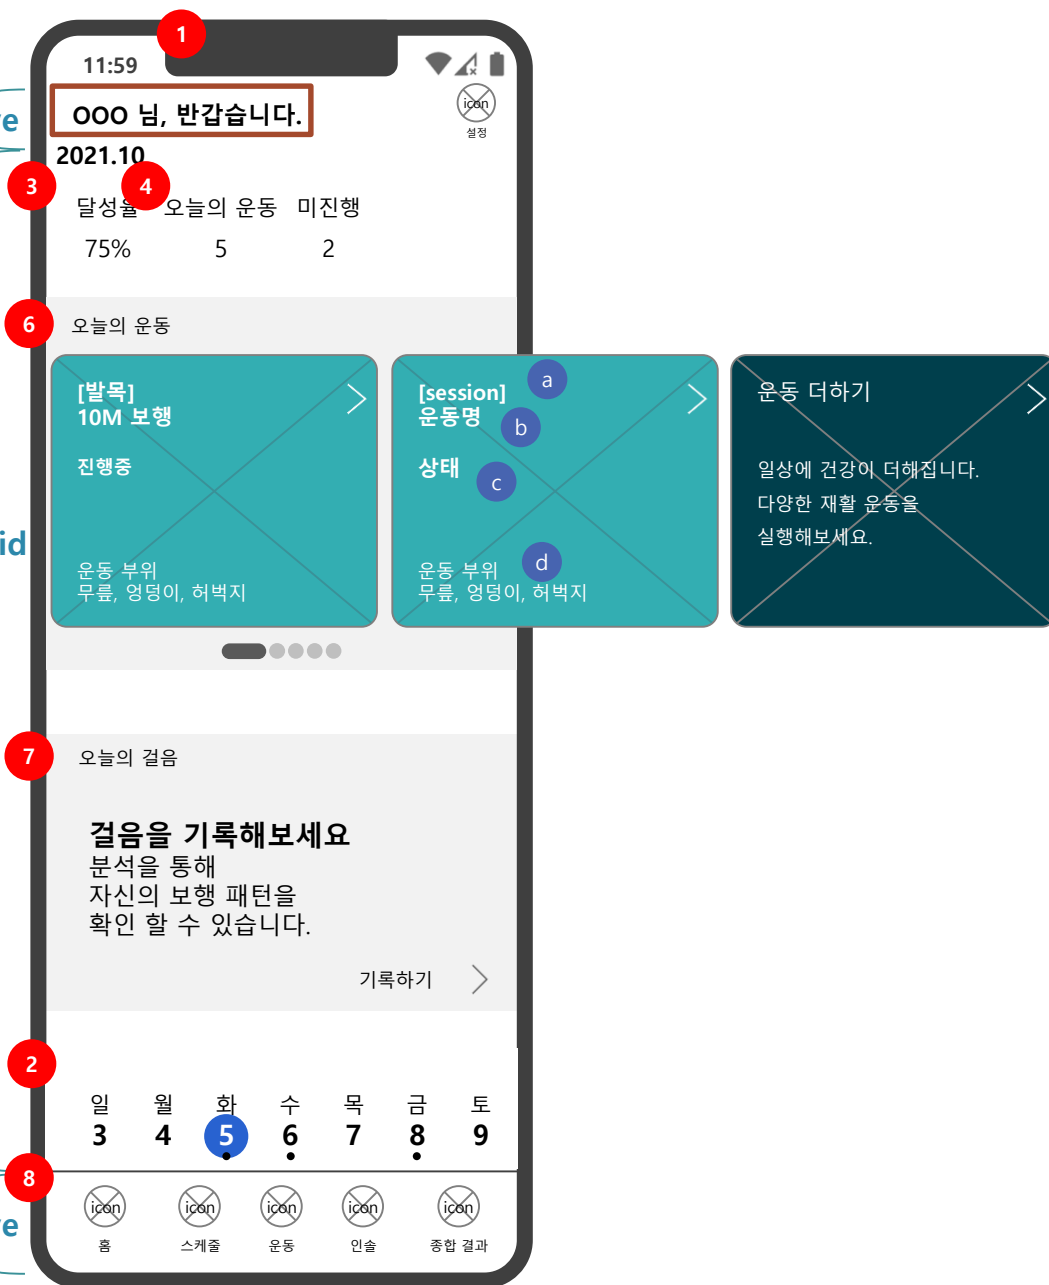 1
11:59
ve
OOO 님, 반갑습니다.
icon
설정
2021.10
3
4
달성율 오늘의 운동 미진행
75% 5 2
6
오늘의 운동
[발목]
10M 보행
진행중
운동 부위
무릎, 엉덩이, 허벅지
[session]
운동명
상태
운동 부위
무릎, 엉덩이, 허벅지
a
b
c
d
운동 더하기
일상에 건강이 더해집니다.
다양한 재활 운동을
실행해보세요.
id
7
오늘의 걸음
걸음을 기록해보세요
분석을 통해
자신의 보행 패턴을
확인 할 수 있습니다.
기록하기
2
일 월 화 수 목 금 토
3 4 5 6 7 8 9
8
e
icon icon icon icon icon
홈 스케줄 운동 인솔 종합 결과